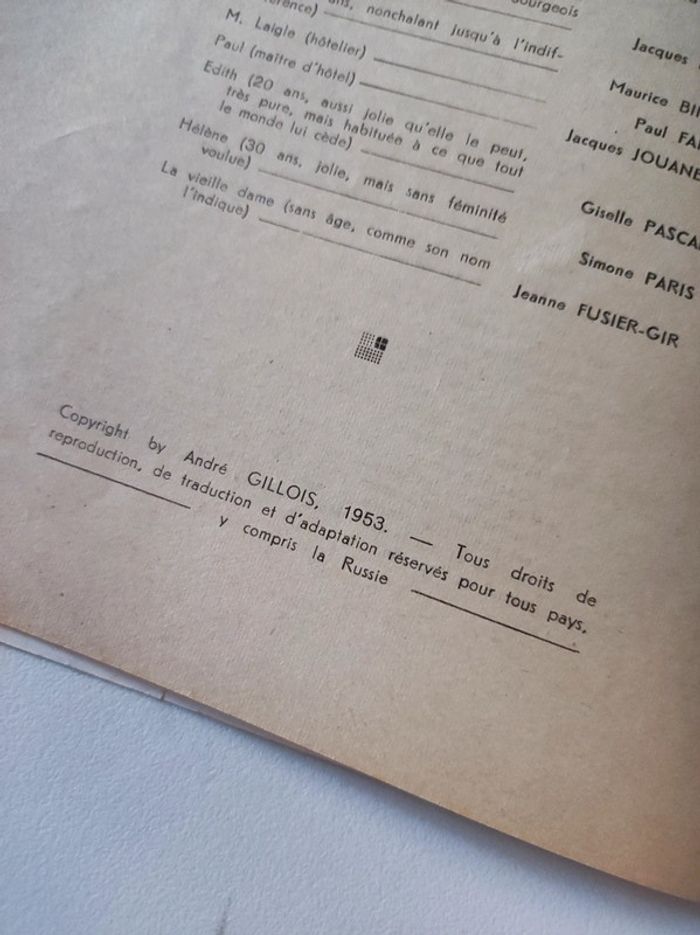 bourgeois
ans, nonchalant jusqu'à l'indif-
férence)
M. Laigle (hôtelier)
Jacques
Paul (maître d'hôtel)
Maurice
Edith (20 ans, aussi jolie qu'elle le peut,
Paul
très pure, mais habituée à ce que tout
le monde lui cède)
Jacques
Hélène (30 ans, jolie, mais sans féminité
voulue)
Giselle
La vieille dame (sans âge, comme son nom
l'indique)
Simone PARIS
Jeanne FUSIER-GIR
Copyright by André GILLOIS, 1953. — Tous droits de
reproduction, de traduction et d'adaptation réservés pour tous pays,
y compris la Russie